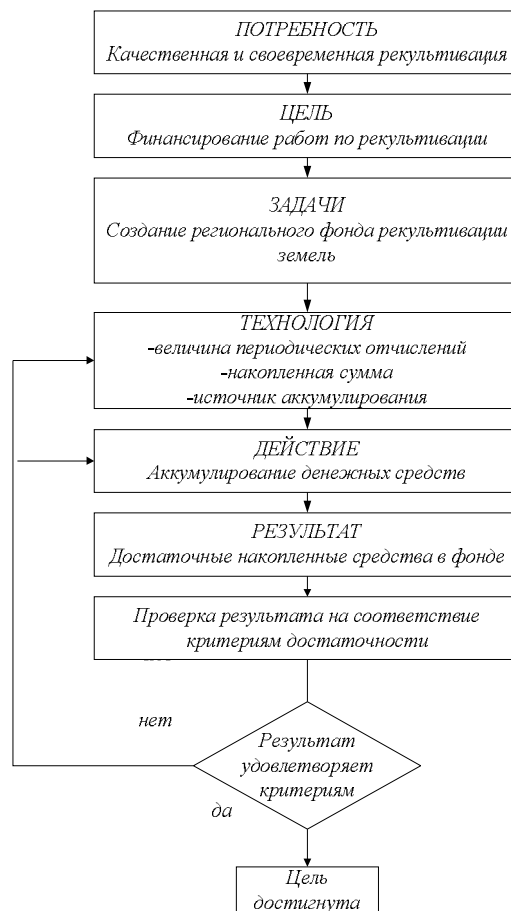 ПОТРЕБНОСТЬ
Качественная и своевременная рекультивация
ЦЕЛЬ
Финансирование работ по рекультивации
ЗАДАЧИ
Создание регионального фонда рекультивации
земель
ТЕХНОЛОГИЯ
-величина периодических отчислений
-накопленная сумма
-источник аккумулирования
ДЕЙСТВИЕ
Аккумулирование денежных средств
РЕЗУЛЬТАТ
Достаточные накопленные средства в фонде
Проверка результата на соответствие
критериям достаточности
нет
Результат
удовлетворяет
критериям
да
Цель
достигнута